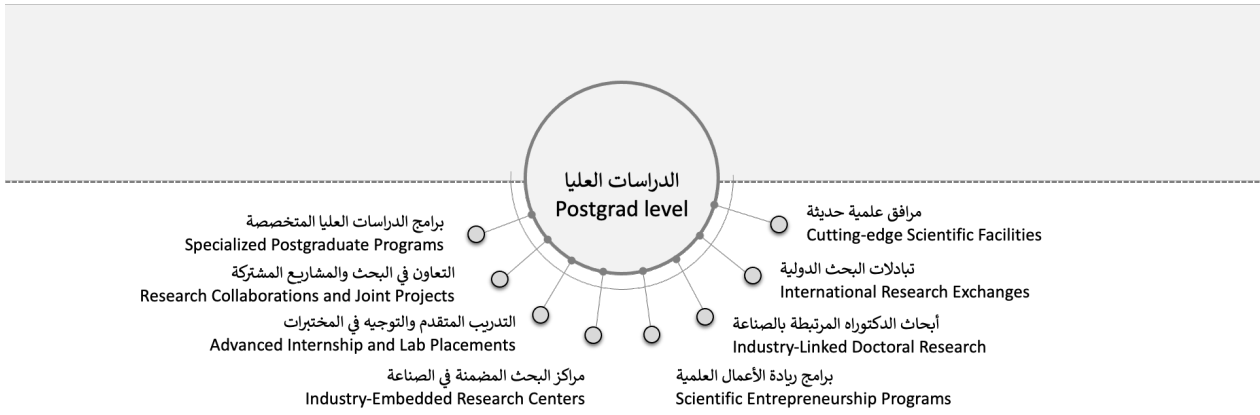 الدراسات العليا
Postgrad level
برامج الدراسات العليا المتخصصة
Specialized Postgraduate Programs
التعاون في البحث والمشاريع المشتركة
Research Collaborations and Joint Projects
التدريب المتقدم والتوجيه في المختبرات
Advanced Internship and Lab Placements
مراكز البحث المضمنة في الصناعة
Industry-Embedded Research Centers
مرافق علمية حديثة
Cutting-edge Scientific Facilities
تبادلات البحث الدولية
International Research Exchanges
أبحاث الدكتوراه المرتبطة بالصناعة
Industry-Linked Doctoral Research
برامج ريادة الأعمال العلمية
Scientific Entrepreneurship Programs